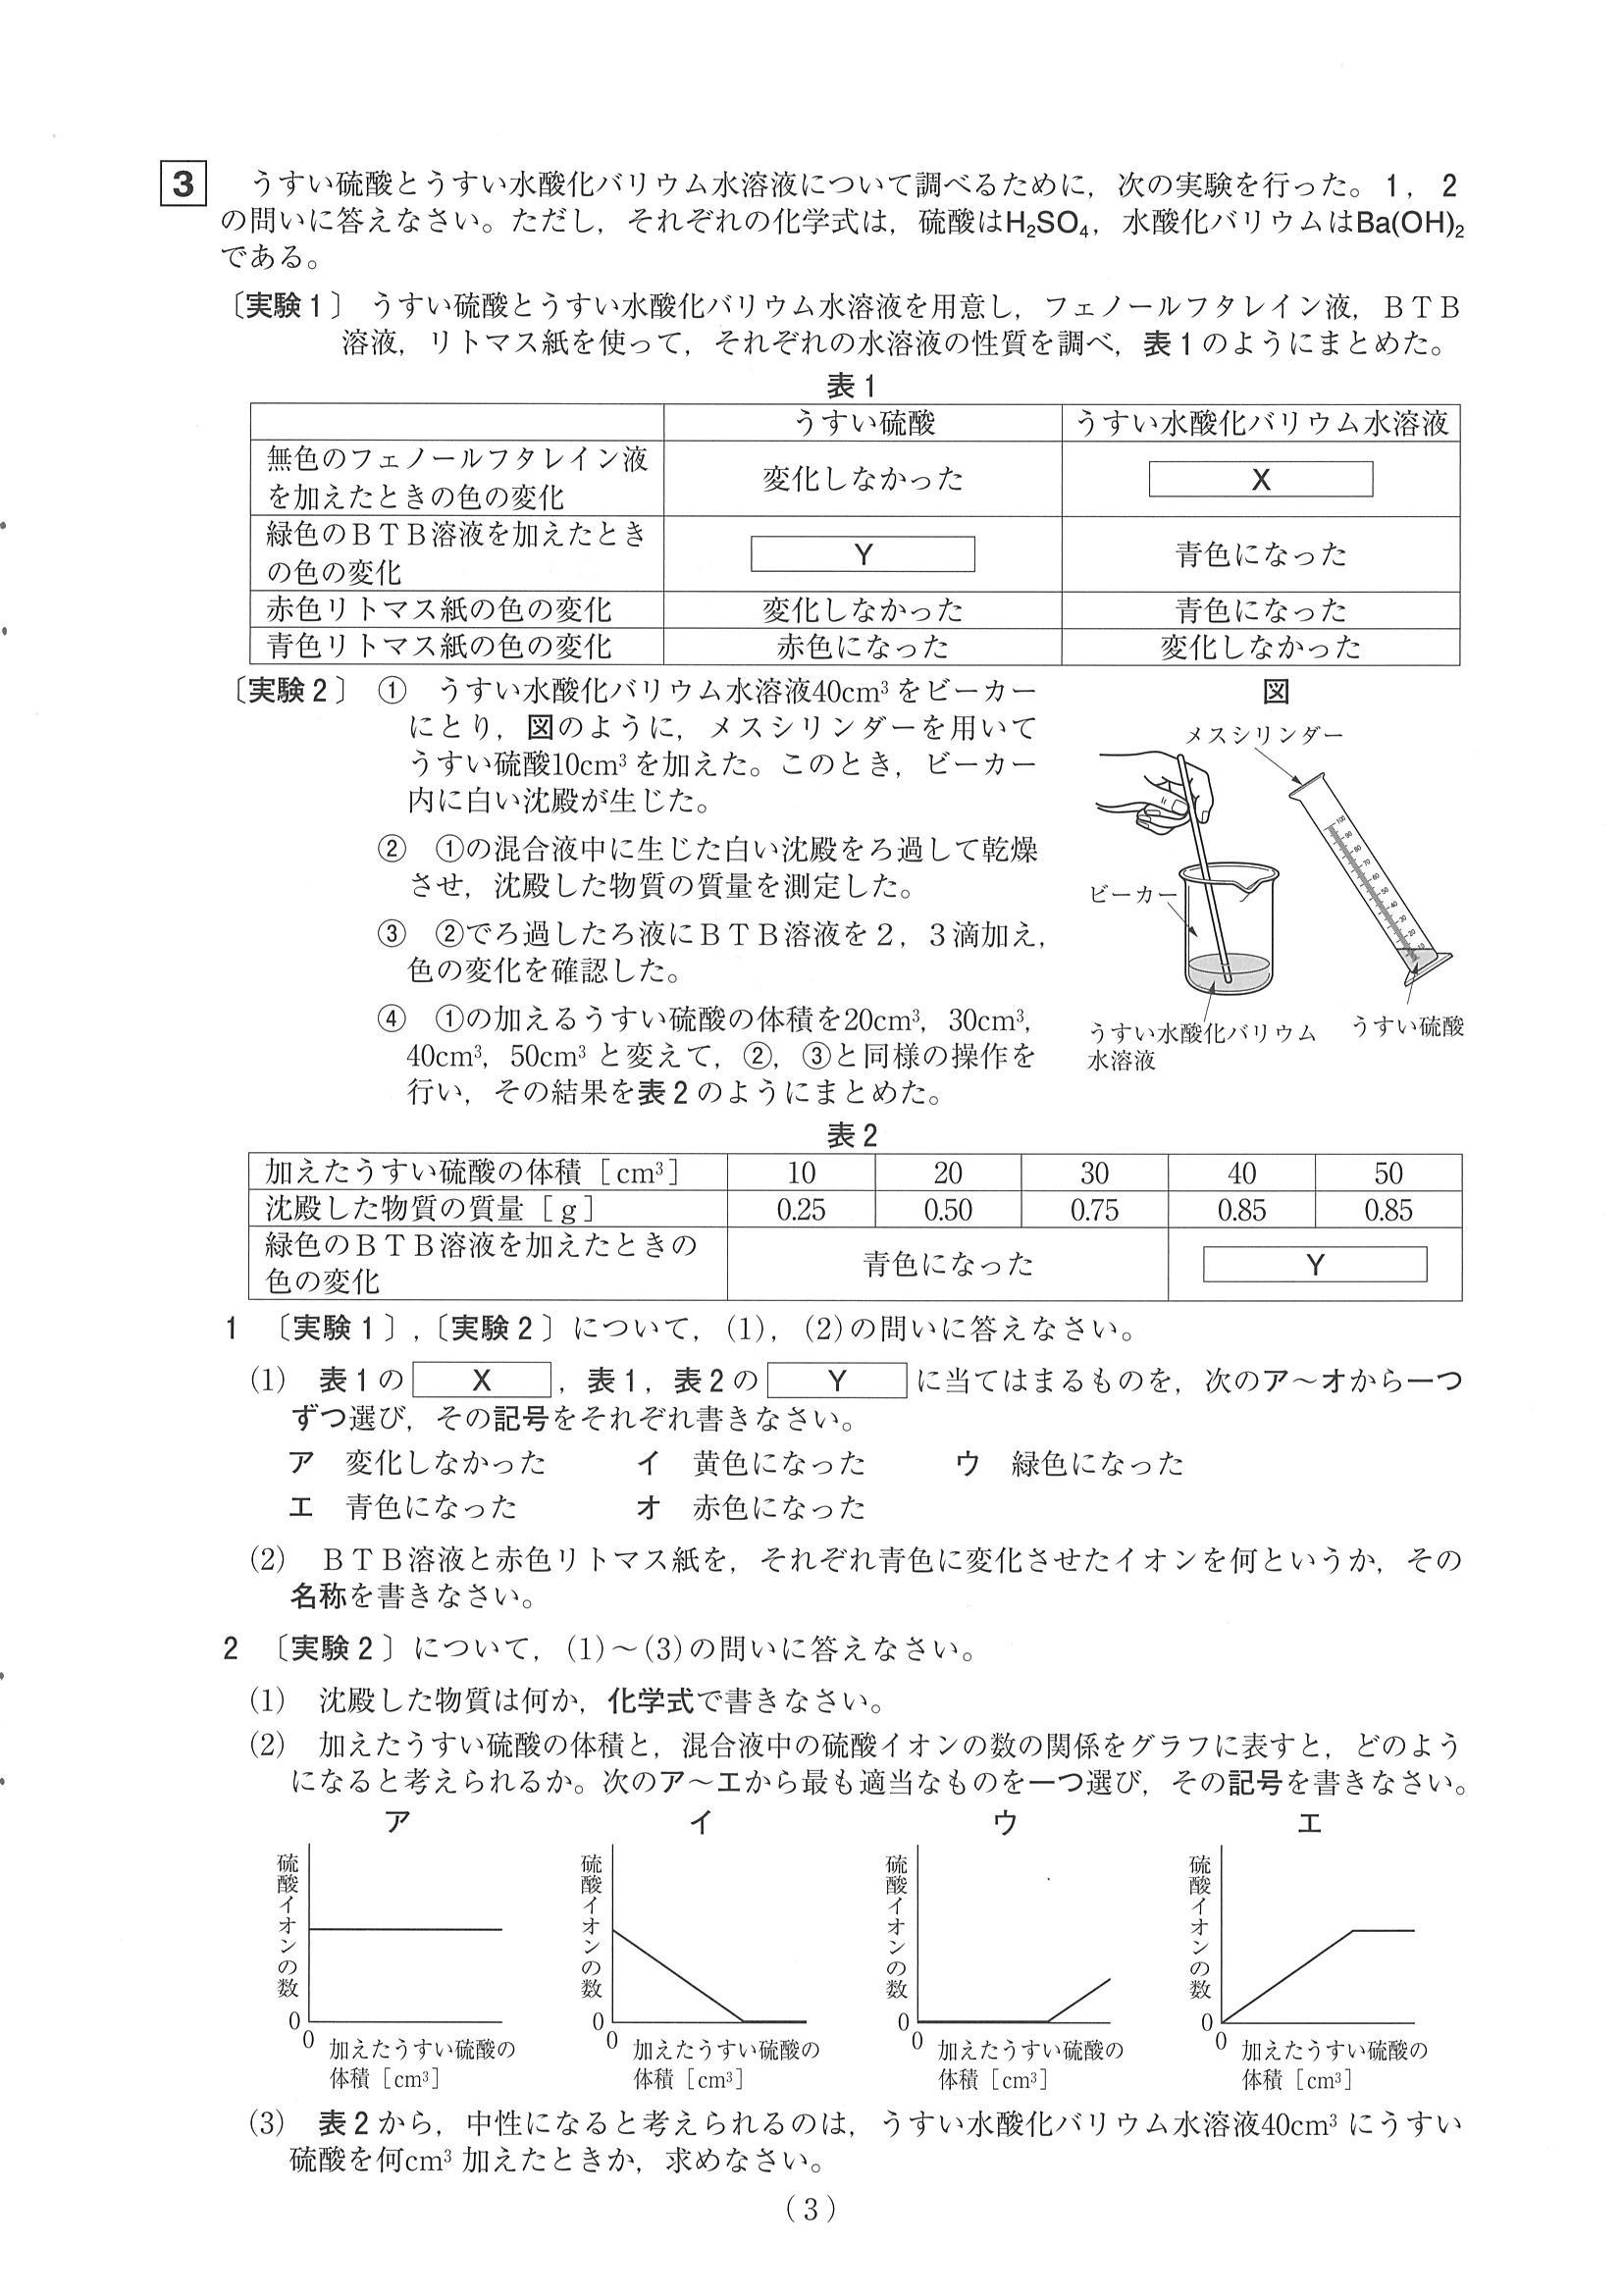 3 うすい硫酸とうすい水酸化バリウム水溶液について調べるために，次の実験を行った。1，2
の問いに答えなさい。ただし，それぞれの化学式は，硫酸はH₂SO₄，水酸化バリウムはBa(OH)₂
である。
〔実験1〕 うすい硫酸とうすい水酸化バリウム水溶液を用意し，フェノールフタレイン液，ＢＴＢ
溶液，リトマス紙を使って，それぞれの水溶液の性質を調べ，表1のようにまとめた。
表1
うすい硫酸 うすい水酸化バリウム水溶液
無色のフェノールフタレイン液
を加えたときの色の変化 変化しなかった X
緑色のＢＴＢ溶液を加えたとき
の色の変化 Y 青色になった
赤色リトマス紙の色の変化 変化しなかった 青色になった
青色リトマス紙の色の変化 赤色になった 変化しなかった
〔実験2〕 ① うすい水酸化バリウム水溶液40cm³をビーカー
にとり，図のように，メスシリンダーを用いて
うすい硫酸10cm³を加えた。このとき，ビーカー
内に白い沈殿が生じた。
② ①の混合液中に生じた白い沈殿をろ過して乾燥
させ，沈殿した物質の質量を測定した。
③ ②でろ過したろ液にＢＴＢ溶液を2，3滴加え，
色の変化を確認した。
④ ①の加えるうすい硫酸の体積を20cm³，30cm³，
40cm³，50cm³と変えて，②，③と同様の操作を
行い，その結果を表2のようにまとめた。
図
メスシリンダー
ビーカー
うすい水酸化バリウム
水溶液
うすい硫酸
表2
加えたうすい硫酸の体積［cm³］ 10 20 30 40 50
沈殿した物質の質量［g］ 0.25 0.50 0.75 0.85 0.85
緑色のＢＴＢ溶液を加えたときの
色の変化 青色になった Y
1 〔実験1〕，〔実験2〕について，(1)，(2)の問いに答えなさい。
(1) 表1の X ，表1，表2の Y に当てはまるものを，次のア～オから一つ
ずつ選び，その記号をそれぞれ書きなさい。
ア 変化しなかった イ 黄色になった ウ 緑色になった
エ 青色になった オ 赤色になった
(2) ＢＴＢ溶液と赤色リトマス紙を，それぞれ青色に変化させたイオンを何というか，その
名称を書きなさい。
2 〔実験2〕について，(1)～(3)の問いに答えなさい。
(1) 沈殿した物質は何か，化学式で書きなさい。
(2) 加えたうすい硫酸の体積と，混合液中の硫酸イオンの数の関係をグラフに表すと，どのよう
になると考えられるか。次のア～エから最も適当なものを一つ選び，その記号を書きなさい。
ア
硫酸イオンの数
0
0
加えたうすい硫酸の
体積［cm³］
イ
硫酸イオンの数
0
0
加えたうすい硫酸の
体積［cm³］
ウ
硫酸イオンの数
0
0
加えたうすい硫酸の
体積［cm³］
エ
硫酸イオンの数
0
0
加えたうすい硫酸の
体積［cm³］
(3) 表2から，中性になると考えられるのは，うすい水酸化バリウム水溶液40cm³にうすい
硫酸を何cm³加えたときか，求めなさい。
（3）